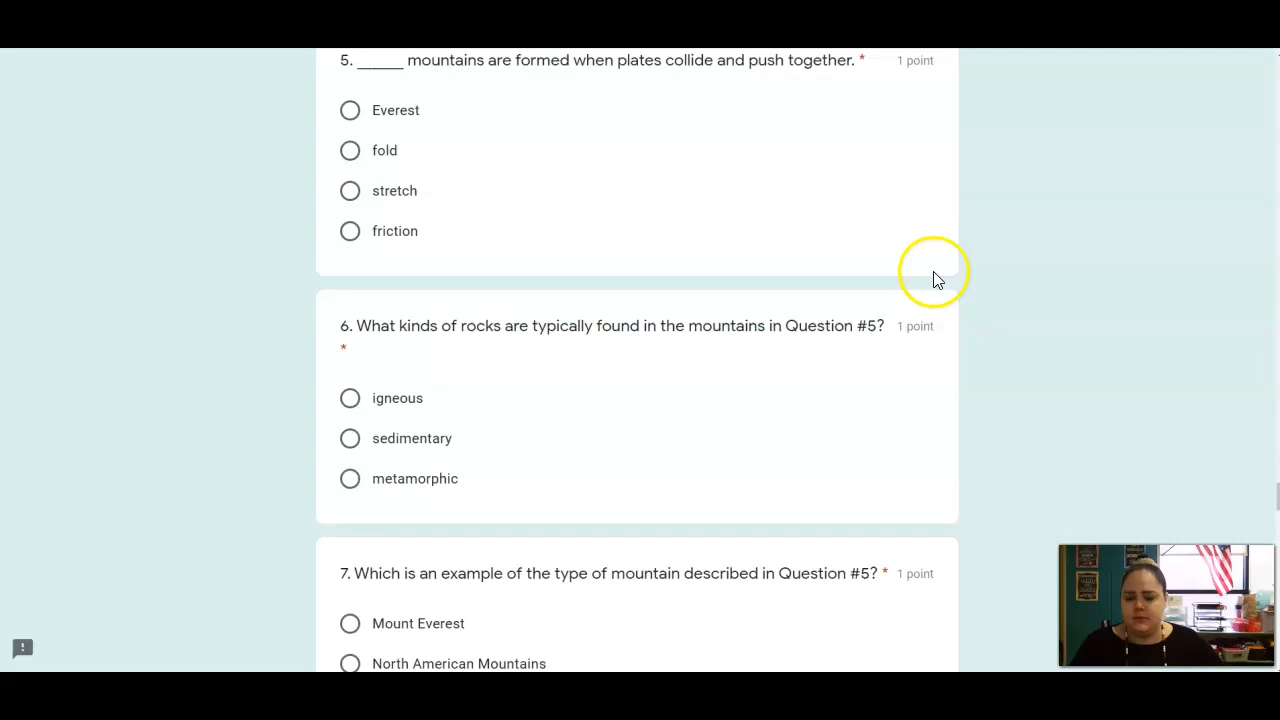 5. ______ mountains are formed when plates collide and push together. * 1 point
Everest
fold
stretch
friction
6. What kinds of rocks are typically found in the mountains in Question #5? 1 point
*
igneous
sedimentary
metamorphic
7. Which is an example of the type of mountain described in Question #5? * 1 point
Mount Everest
North American Mountains